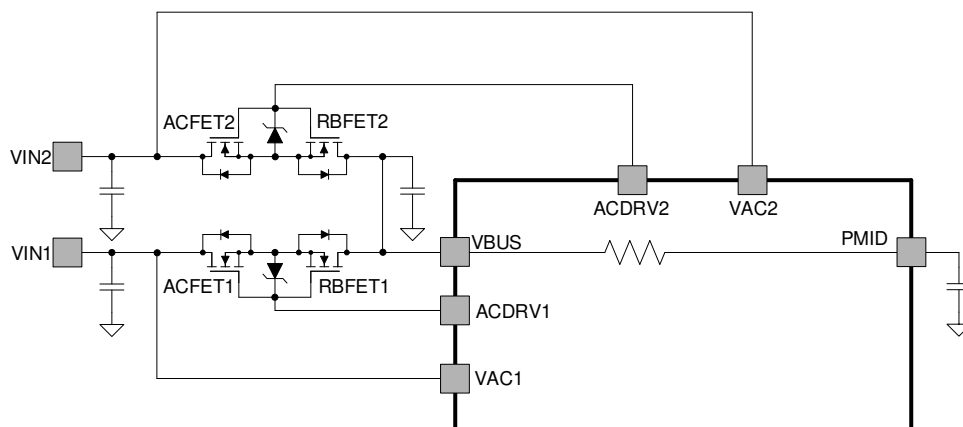 ACFET2
RBFET2
VIN2
ACDRV2
VAC2
VIN1
VBUS
PMID
ACFET1
RBFET1
ACDRV1
VAC1